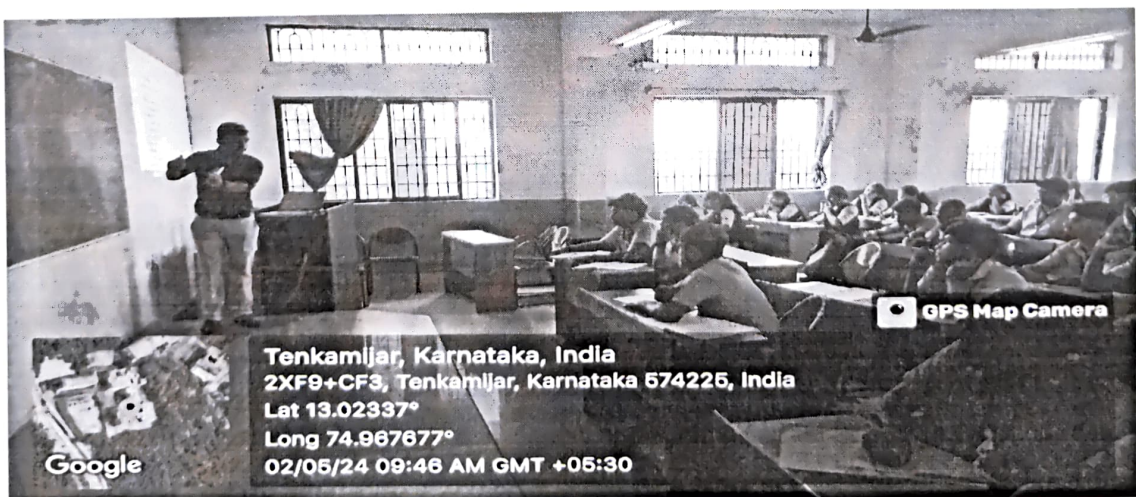 GPS Map Camera
Tenkamijar, Karnataka, India
2XF9+CF3, Tenkamijar, Karnataka 574225, India
Lat 13.02337°
Long 74.967677°
02/05/24 09:46 AM GMT +05:30
Google